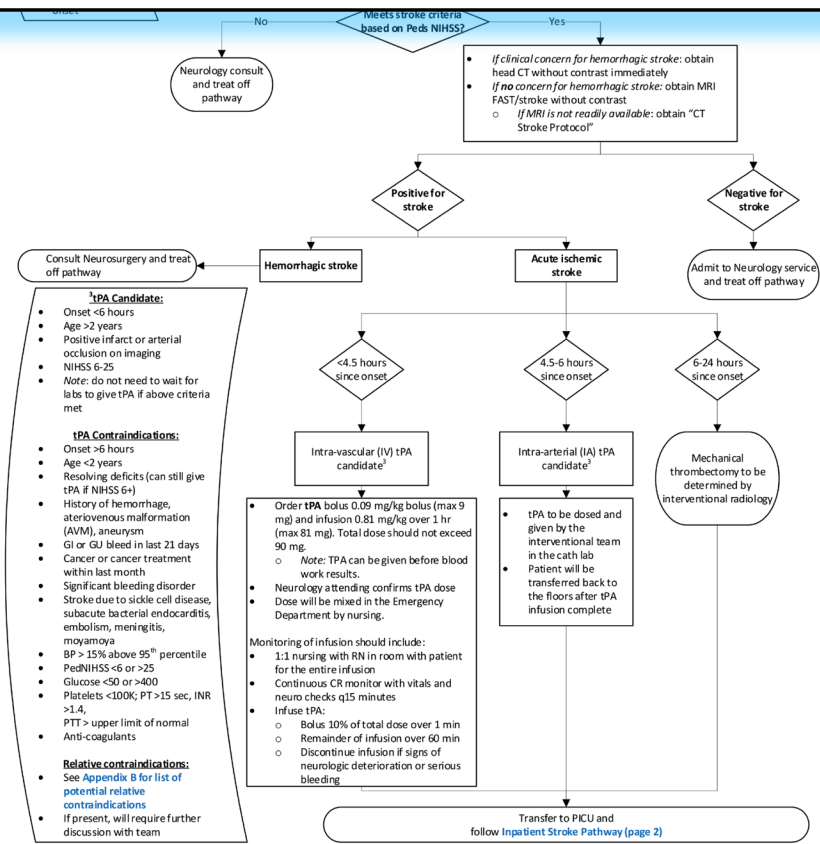 onset
Meets stroke criteria
based on Peds NIHSS?
No
Yes
Neurology consult
and treat off
pathway
• If clinical concern for hemorrhagic stroke: obtain
head CT without contrast immediately
• If no concern for hemorrhagic stroke: obtain MRI
FAST/stroke without contrast
o If MRI is not readily available: obtain “CT
Stroke Protocol”
Positive for
stroke
Negative for
stroke
Consult Neurosurgery and treat
off pathway
Hemorrhagic stroke
Acute ischemic
stroke
Admit to Neurology service
and treat off pathway
3tPA Candidate:
• Onset <6 hours
• Age >2 years
• Positive infarct or arterial
occlusion on imaging
• NIHSS 6-25
• Note: do not need to wait for
labs to give tPA if above criteria
met
tPA Contraindications:
• Onset >6 hours
• Age <2 years
• Resolving deficits (can still give
tPA if NIHSS 6+)
• History of hemorrhage,
ateriovenous malformation
(AVM), aneurysm
• GI or GU bleed in last 21 days
• Cancer or cancer treatment
within last month
• Significant bleeding disorder
• Stroke due to sickle cell disease,
subacute bacterial endocarditis,
embolism, meningitis,
moyamoya
• BP > 15% above 95th percentile
• PedNIHSS <6 or >25
• Glucose <50 or >400
• Platelets <100K; PT >15 sec, INR
>1.4,
PTT > upper limit of normal
• Anti-coagulants
Relative contraindications:
• See Appendix B for list of
potential relative
contraindications
• If present, will require further
discussion with team
<4.5 hours
since onset
4.5-6 hours
since onset
6-24 hours
since onset
Intra-vascular (IV) tPA
candidate3
Intra-arterial (IA) tPA
candidate3
Mechanical
thrombectomy to be
determined by
interventional radiology
• Order tPA bolus 0.09 mg/kg bolus (max 9
mg) and infusion 0.81 mg/kg over 1 hr
(max 81 mg). Total dose should not exceed
90 mg.
o Note: TPA can be given before blood
work results.
• Neurology attending confirms tPA dose
• Dose will be mixed in the Emergency
Department by nursing.
Monitoring of infusion should include:
• 1:1 nursing with RN in room with patient
for the entire infusion
• Continuous CR monitor with vitals and
neuro checks q15 minutes
• Infuse tPA:
o Bolus 10% of total dose over 1 min
o Remainder of infusion over 60 min
o Discontinue infusion if signs of
neurologic deterioration or serious
bleeding
• tPA to be dosed and
given by the
interventional team
in the cath lab
• Patient will be
transferred back to
the floors after tPA
infusion complete
Transfer to PICU and
follow Inpatient Stroke Pathway (page 2)